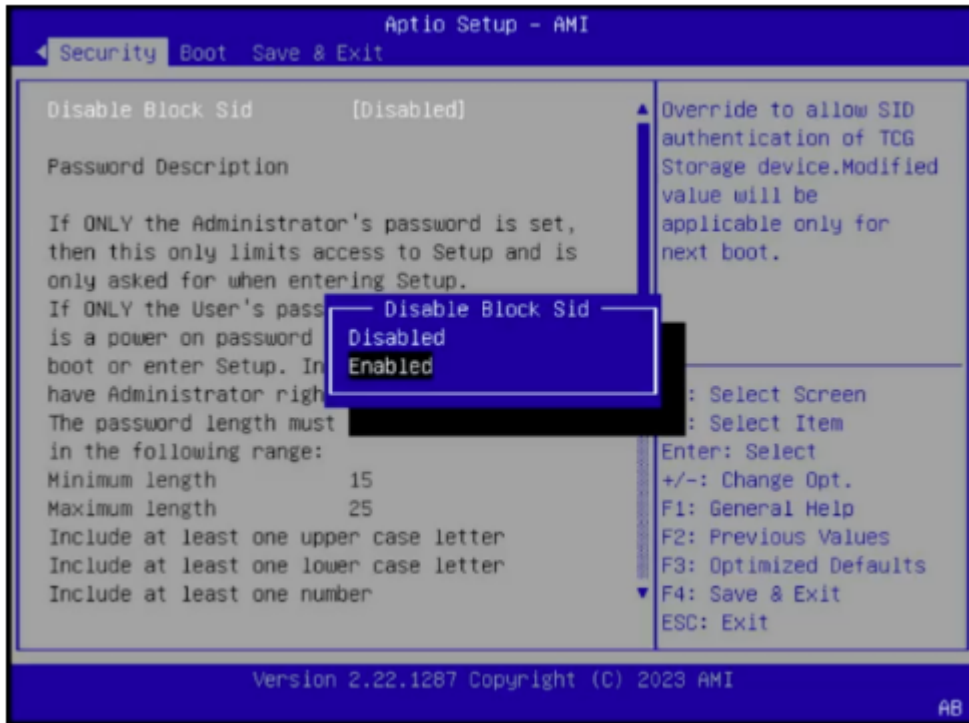 Aptio Setup - AMI
Security Boot Save & Exit
Disable Block Sid [Disabled]
Password Description
If ONLY the Administrator's password is set,
then this only limits access to Setup and is
only asked for when entering Setup.
If ONLY the User's pass
is a power on password
boot or enter Setup. In
have Administrator righ
The password length must
in the following range:
Minimum length 15
Maximum length 25
Include at least one upper case letter
Include at least one lower case letter
Include at least one number
Disable Block Sid
Disabled
Enabled
Override to allow SID
authentication of TCG
Storage device.Modified
value will be
applicable only for
next boot.
: Select Screen
: Select Item
Enter: Select
+/-: Change Opt.
F1: General Help
F2: Previous Values
F3: Optimized Defaults
F4: Save & Exit
ESC: Exit
Version 2.22.1287 Copyright (C) 2023 AMI
AB